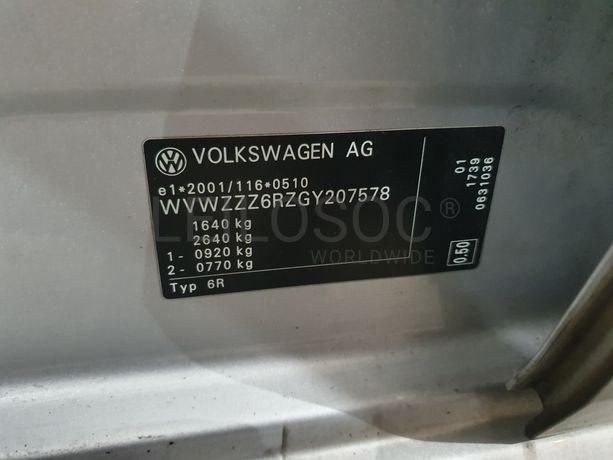 VOLKSWAGEN AG
e1*2001/116*0510
WVWZZZ6RZGY207578
1640 kg
2640 kg
1- 0920 kg
2- 0770 kg
Typ 6R
01
1739
0631036
0.50
LEILOSOC®
WORLDWIDE